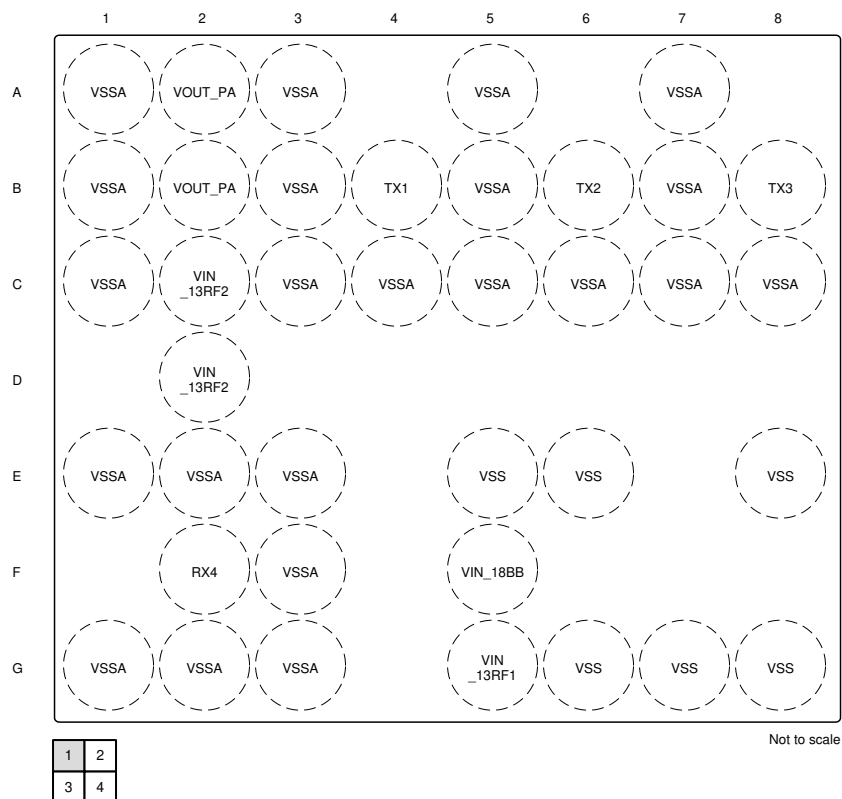 1 2 3 4 5 6 7 8
A VSSA VOUT_PA VSSA VSSA VSSA
B VSSA VOUT_PA VSSA TX1 VSSA TX2 VSSA TX3
C VSSA VIN
_13RF2 VSSA VSSA VSSA VSSA VSSA VSSA
D VIN
_13RF2
E VSSA VSSA VSSA VSS VSS VSS
F RX4 VSSA VIN_18BB
G VSSA VSSA VSSA VIN
_13RF1 VSS VSS VSS
Not to scale
1 2
3 4